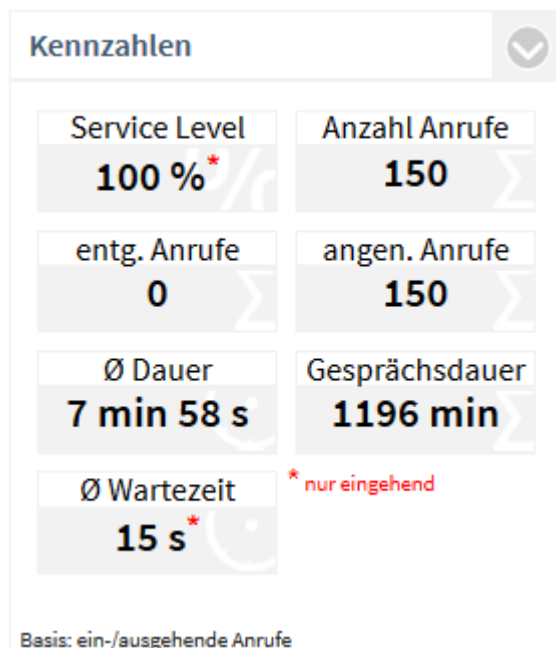 Kennzahlen
Service Level
100 %*
Anzahl Anrufe
150
entg. Anrufe
0
angen. Anrufe
150
Ø Dauer
7 min 58 s
Gesprächsdauer
1196 min
Ø Wartezeit
15 s*
* nur eingehend
Basis: ein-/ausgehende Anrufe